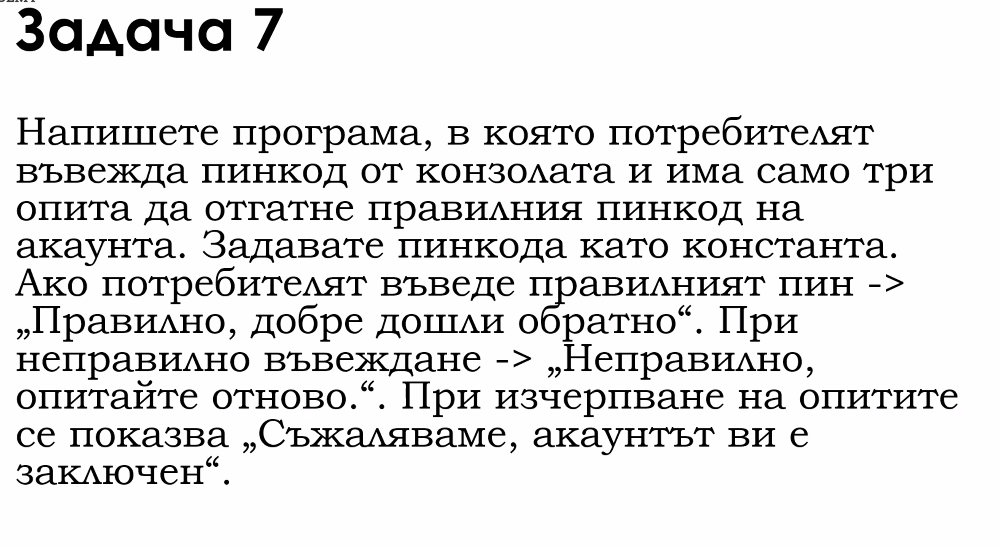 Задача 7
Напишете програма, в която потребителят
въвежда пинкод от конзолата и има само три
опита да отгатне правилния пинкод на
акаунта. Задавате пинкода като константа.
Ако потребителят въведе правилният пин ->
„Правилно, добре дошли обратно“. При
неправилно въвеждане -> „Неправилно,
опитайте отново.“. При изчерпване на опитите
се показва „Съжаляваме, акаунтът ви е
заключен“.